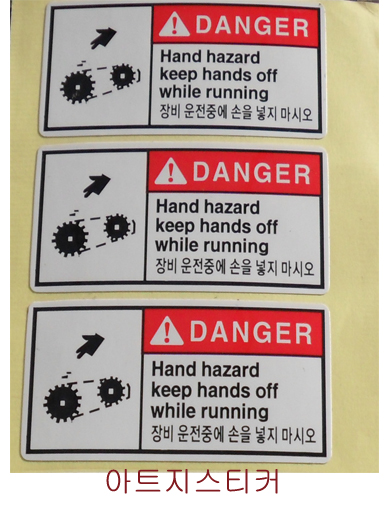 DANGER
Hand hazard
keep hands off
while running
장비 운전중에 손을 넣지 마시오
DANGER
Hand hazard
keep hands off
while running
장비 운전중에 손을 넣지 마시오
DANGER
Hand hazard
keep hands off
while running
장비 운전중에 손을 넣지 마시오
아트지스티커